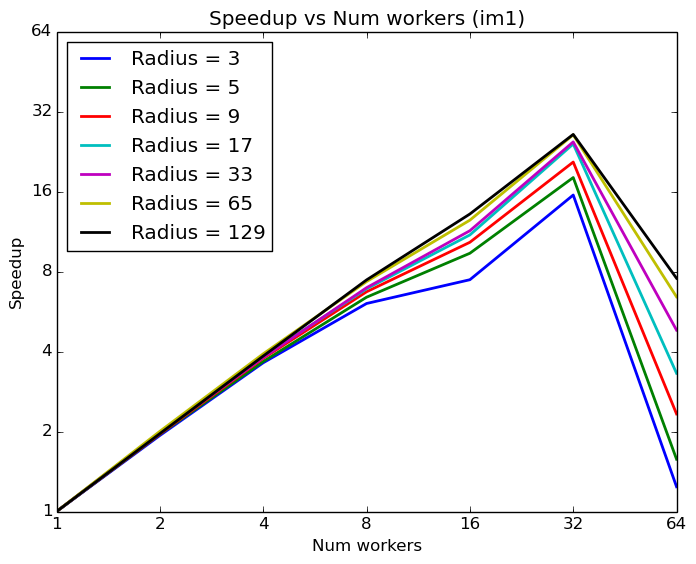 Speedup vs Num workers (im1)
64
32
16
8
4
2
1
Speedup
Radius = 3
Radius = 5
Radius = 9
Radius = 17
Radius = 33
Radius = 65
Radius = 129
1 2 4 8 16 32 64
Num workers